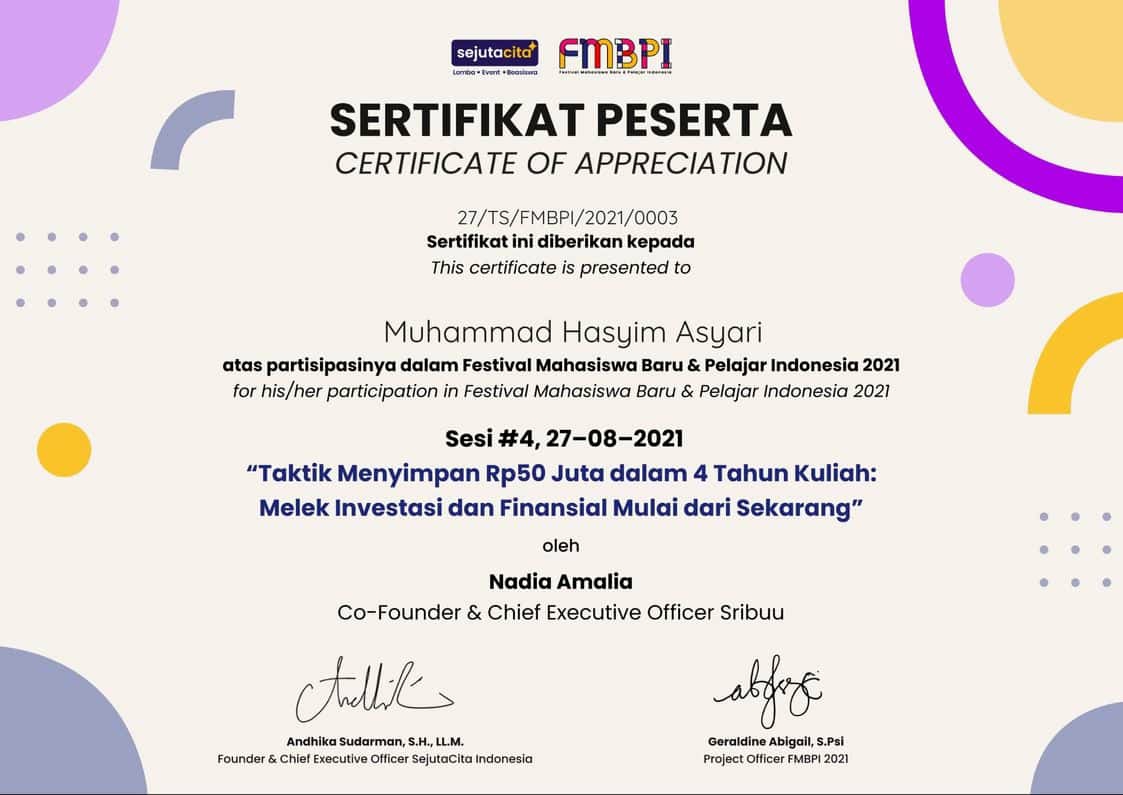 sejutacita
Lomba • Event • Beasiswa
FMBPI
Festival Mahasiswa Baru & Pelajar Indonesia
SERTIFIKAT PESERTA
CERTIFICATE OF APPRECIATION
27/TS/FMBPI/2021/0003
Sertifikat ini diberikan kepada
This certificate is presented to
Muhammad Hasyim Asyari
atas partisipasinya dalam Festival Mahasiswa Baru & Pelajar Indonesia 2021
for his/her participation in Festival Mahasiswa Baru & Pelajar Indonesia 2021
Sesi #4, 27–08–2021
“Taktik Menyimpan Rp50 Juta dalam 4 Tahun Kuliah:
Melek Investasi dan Finansial Mulai dari Sekarang”
oleh
Nadia Amalia
Co-Founder & Chief Executive Officer Sribuu
Andhika Sudarman, S.H., LL.M.
Founder & Chief Executive Officer SejutaCita Indonesia
Geraldine Abigail, S.Psi
Project Officer FMBPI 2021